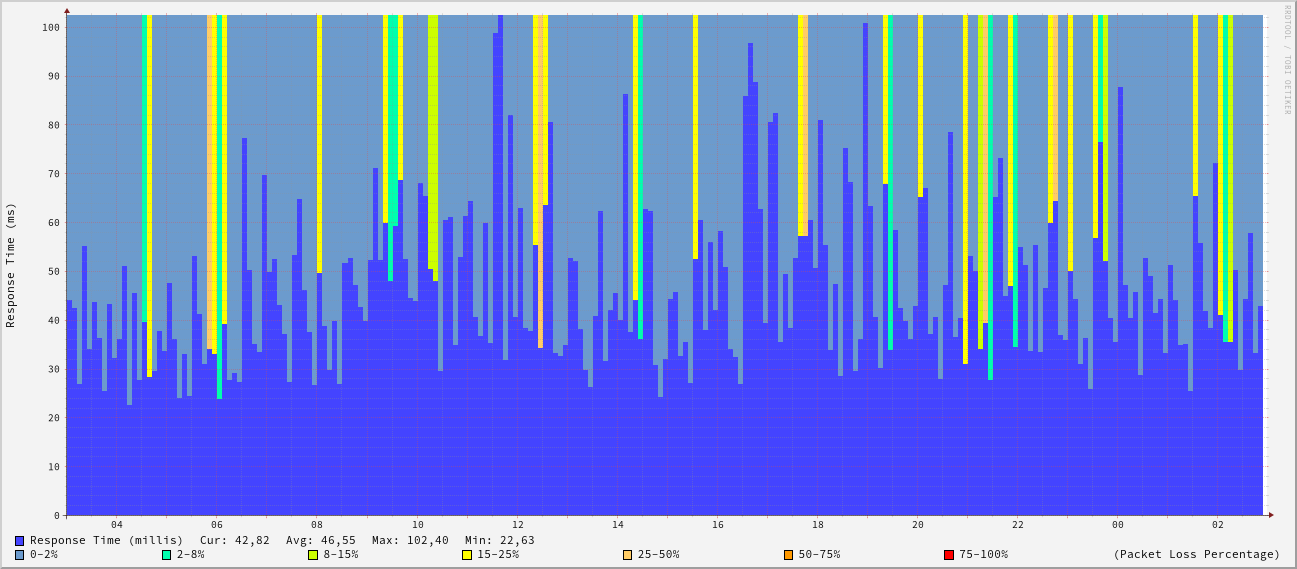 RRDTOOL / TOBI OETIKER
Response Time (ms)
100
90
80
70
60
50
40
30
20
10
0
04 06 08 10 12 14 16 18 20 22 00 02
Response Time (millis) Cur: 42,82 Avg: 46,55 Max: 102,40 Min: 22,63
0-2% 2-8% 8-15% 15-25% 25-50% 50-75% 75-100% (Packet Loss Percentage)